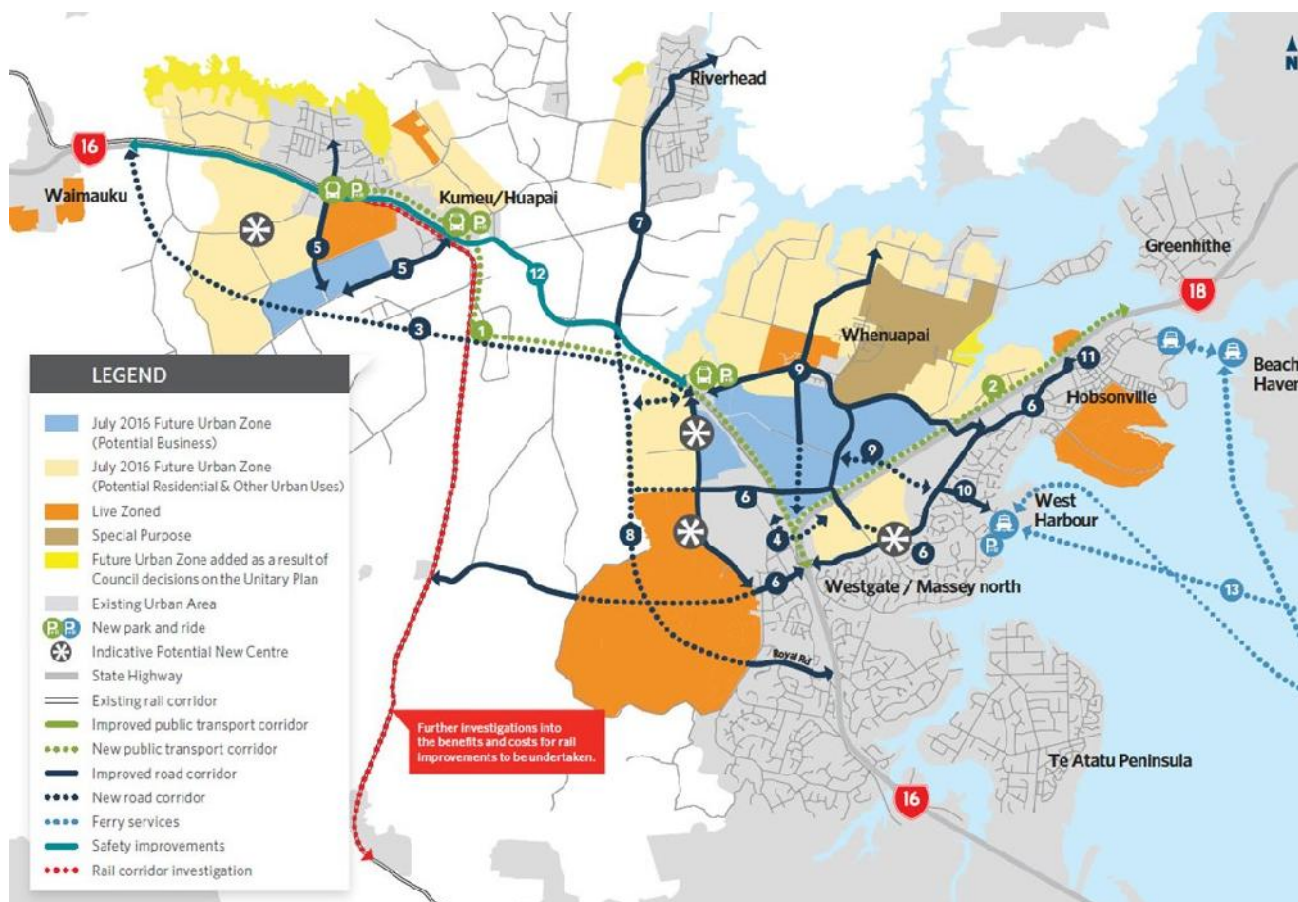 N
Riverhead
16
Waimauku
Kumeu/Huapai
5
5
7
12
3
1
Greenhithe
18
Whenuapai
9
2
11
Beach
Haven
Hobsonville
6
9
6
10
West
Harbour
4
6
8
6
Westgate / Massey north
13
Royal Rd
Te Atatu Peninsula
16
Further investigations into
the benefits and costs for rail
improvements to be undertaken.
LEGEND
July 2016 Future Urban Zone
(Potential Business)
July 2016 Future Urban Zone
(Potential Residential & Other Urban Uses)
Live Zoned
Special Purpose
Future Urban Zone added as a result of
Council decisions on the Unitary Plan
Existing Urban Area
New park and ride
Indicative Potential New Centre
State Highway
Existing rail corridor
Improved public transport corridor
New public transport corridor
Improved road corridor
New road corridor
Ferry services
Safety improvements
Rail corridor investigation